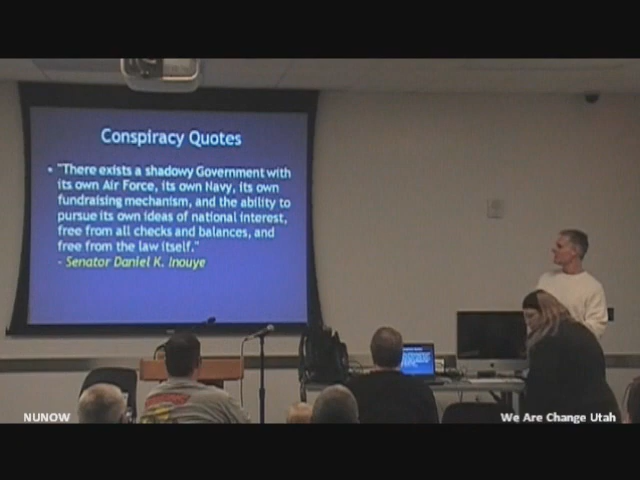 Conspiracy Quotes
• "There exists a shadowy Government with
its own Air Force, its own Navy, its own
fundraising mechanism, and the ability to
pursue its own ideas of national interest,
free from all checks and balances, and
free from the law itself."
- Senator Daniel K. Inouye
NUNOW
We Are Change Utah